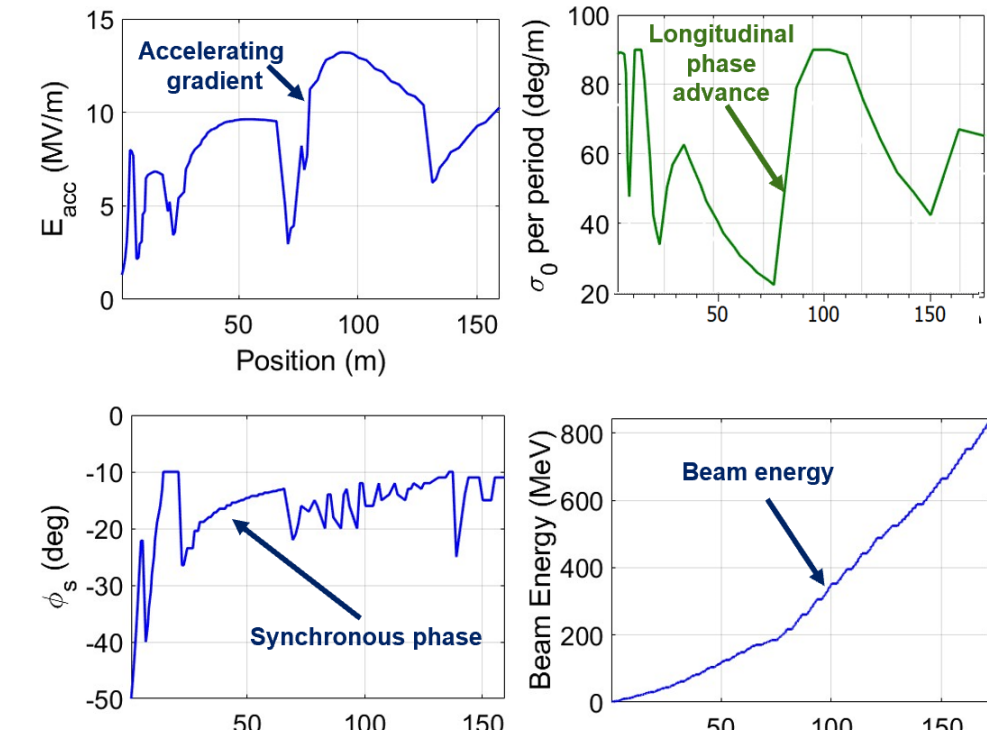 15
10
5
0
E_acc (MV/m)
Accelerating
gradient
50
100
150
Position (m)
100
80
60
40
20
σ_0 per period (deg/m)
Longitudinal
phase
advance
50
100
150
0
-10
-20
-30
-40
-50
ϕ_s (deg)
Synchronous phase
50
100
150
800
600
400
200
0
Beam Energy (MeV)
Beam energy
50
100
150